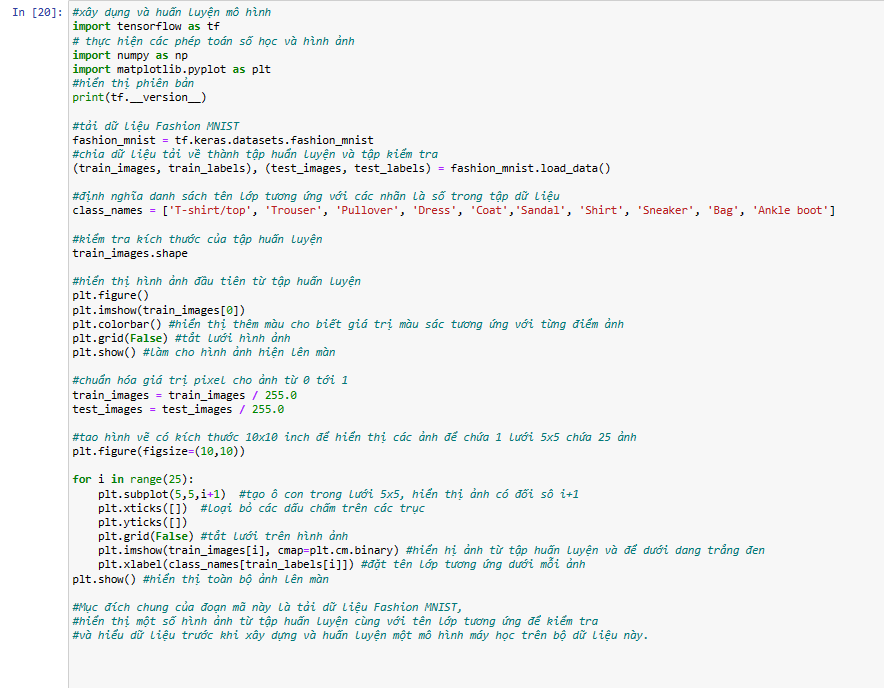 In [20]: #xây dựng và huấn luyện mô hình
import tensorflow as tf
# thực hiện các phép toán số học và hình ảnh
import numpy as np
import matplotlib.pyplot as plt
#hiển thị phiên bản
print(tf.__version__)
#tải dữ liệu Fashion MNIST
fashion_mnist = tf.keras.datasets.fashion_mnist
#chia dữ liệu tải về thành tập huấn luyện và tập kiểm tra
(train_images, train_labels), (test_images, test_labels) = fashion_mnist.load_data()
#định nghĩa danh sách tên lớp tương ứng với các nhãn là số trong tập dữ liệu
class_names = ['T-shirt/top', 'Trouser', 'Pullover', 'Dress', 'Coat','Sandal', 'Shirt', 'Sneaker', 'Bag', 'Ankle boot']
#kiểm tra kích thước của tập huấn luyện
train_images.shape
#hiển thị hình ảnh đầu tiên từ tập huấn luyện
plt.figure()
plt.imshow(train_images[0])
plt.colorbar() #hiển thị thêm màu cho biết giá trị màu sác tương ứng với từng điểm ảnh
plt.grid(False) #tắt lưới hình ảnh
plt.show() #làm cho hình ảnh hiện lên màn
#chuẩn hóa giá trị pixel cho ảnh từ 0 tới 1
train_images = train_images / 255.0
test_images = test_images / 255.0
#tao hình vẽ có kích thước 10x10 inch để hiển thị các ảnh để chứa 1 lưới 5x5 chứa 25 ảnh
plt.figure(figsize=(10,10))
for i in range(25):
    plt.subplot(5,5,i+1)  #tạo ô con trong lưới 5x5, hiển thị ảnh có đối số i+1
    plt.xticks([])  #loại bỏ các dấu chấm trên các trục
    plt.yticks([])
    plt.grid(False) #tắt lưới trên hình ảnh
    plt.imshow(train_images[i], cmap=plt.cm.binary) #hiển hị ảnh từ tập huấn luyện và để dưới dang trắng đen
    plt.xlabel(class_names[train_labels[i]]) #đặt tên lớp tương ứng dưới mỗi ảnh
plt.show() #hiển thị toàn bộ ảnh lên màn
#Mục đích chung của đoạn mã này là tải dữ liệu Fashion MNIST,
#hiển thị một số hình ảnh từ tập huấn luyện cùng với tên lớp tương ứng để kiểm tra
#và hiểu dữ liệu trước khi xây dựng và huấn luyện một mô hình máy học trên bộ dữ liệu này.